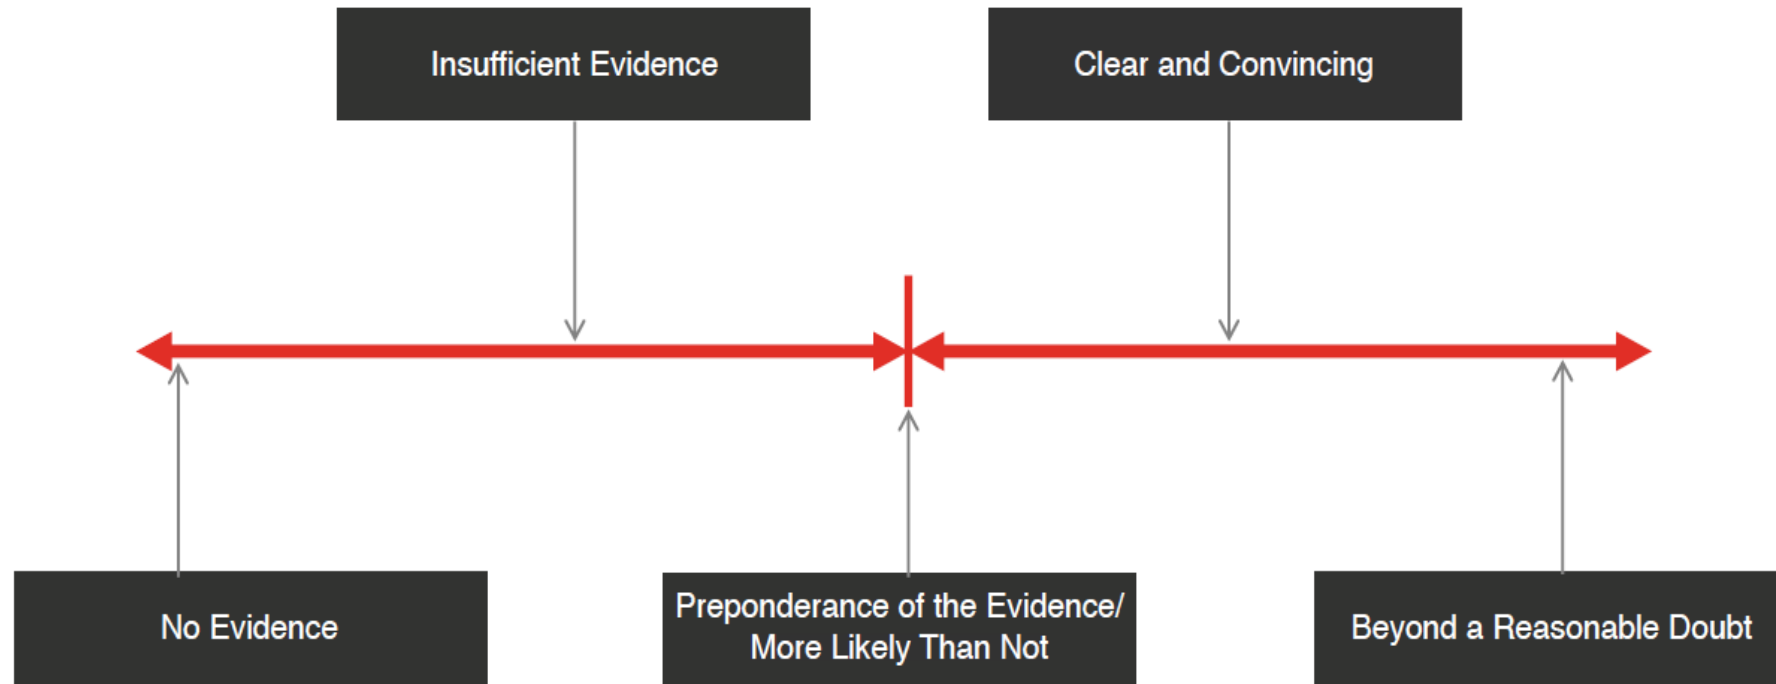 Insufficient Evidence
Clear and Convincing
No Evidence
Preponderance of the Evidence/
More Likely Than Not
Beyond a Reasonable Doubt